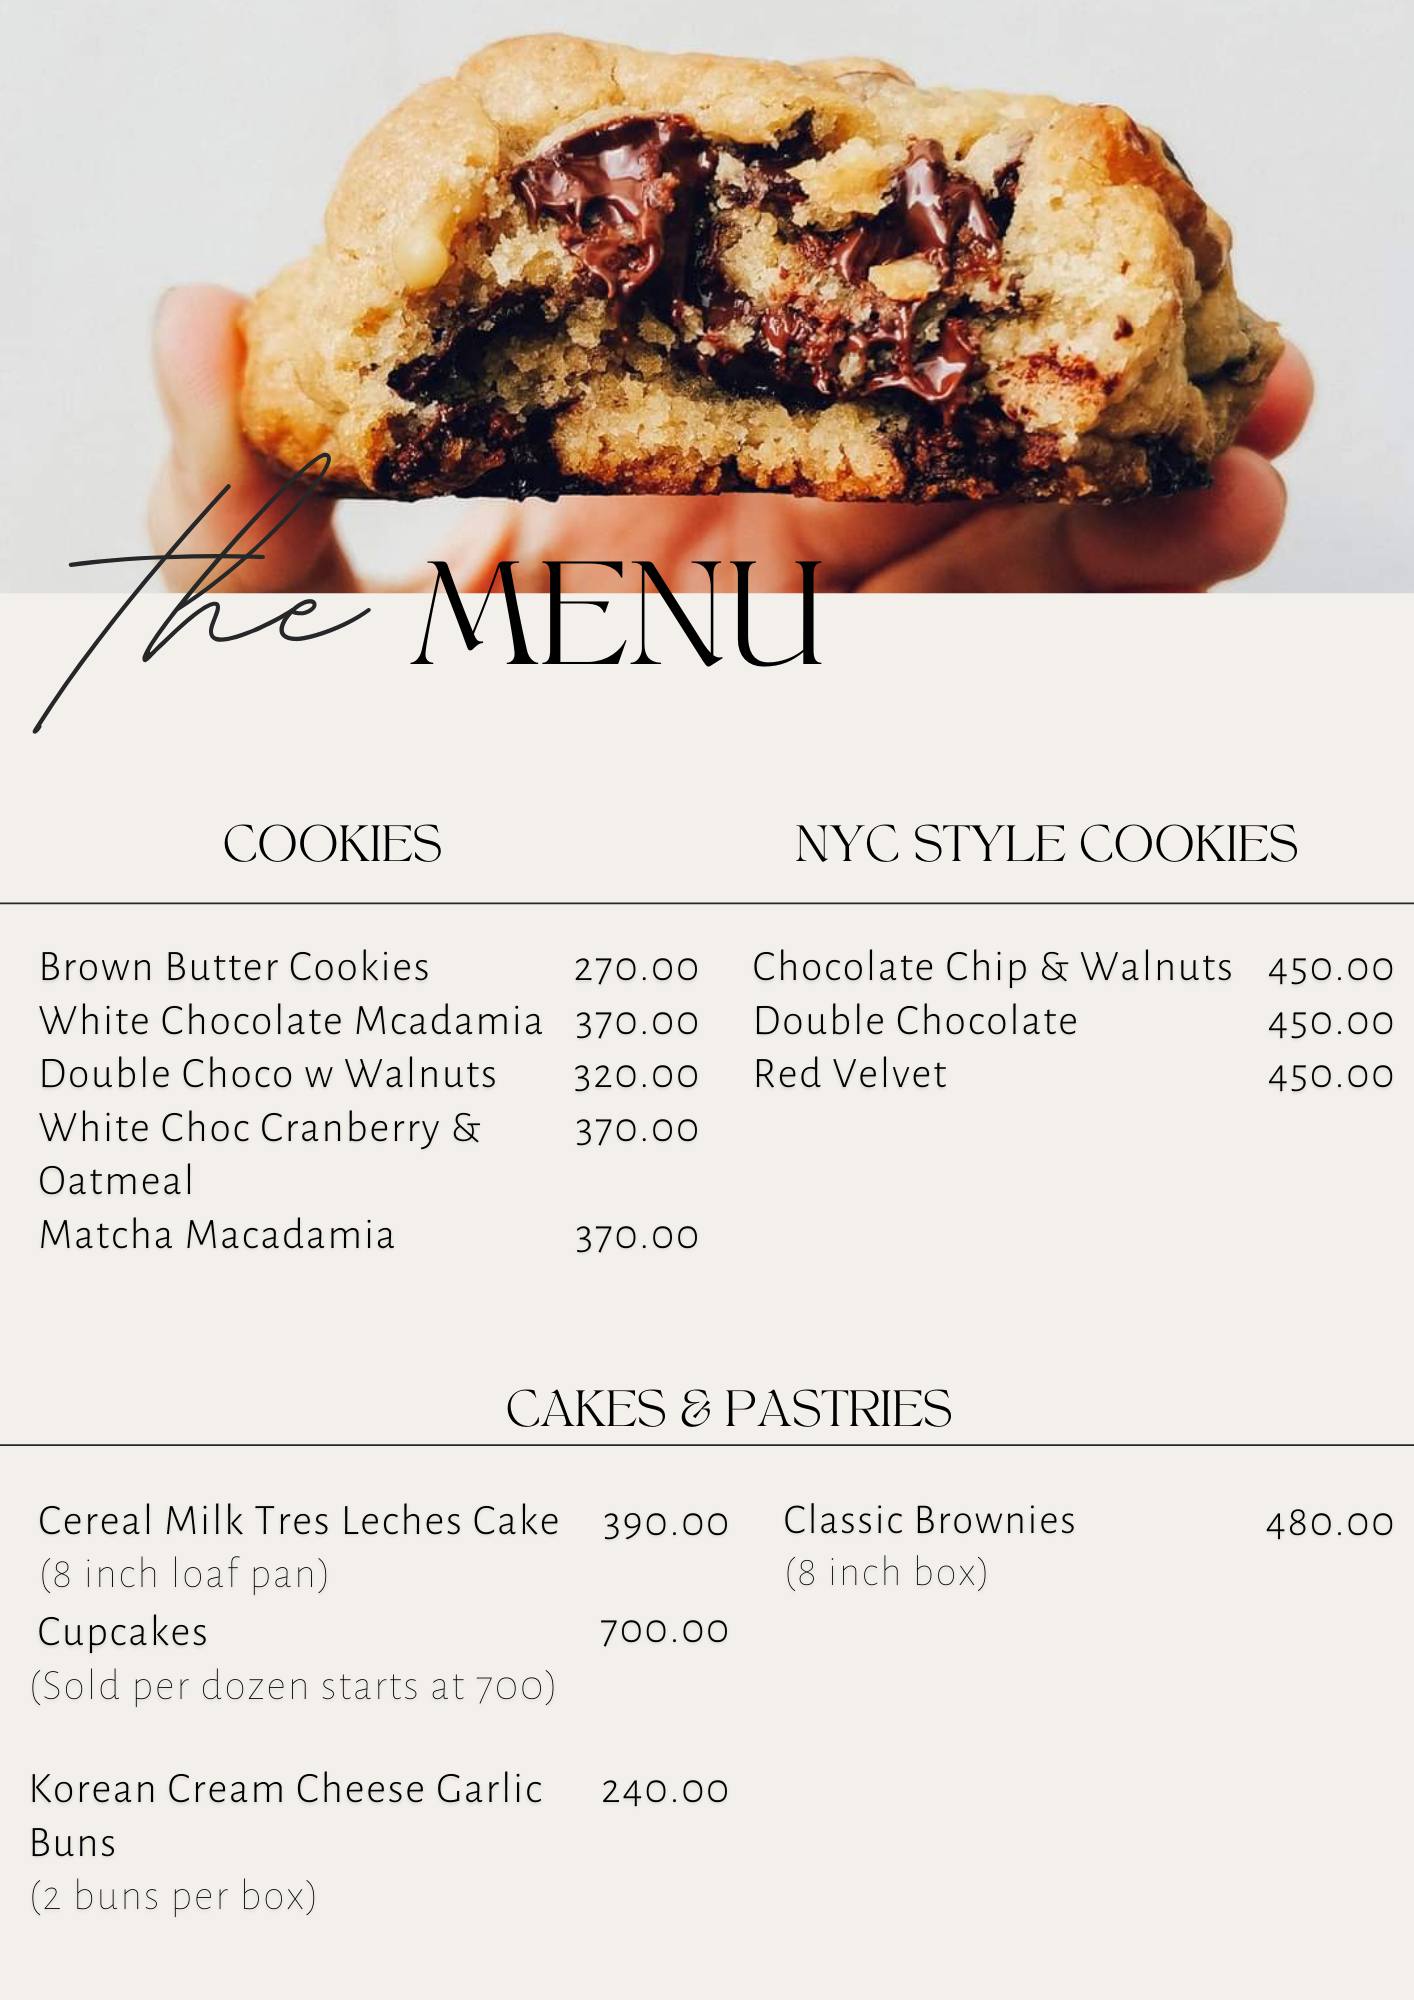 the MENU
COOKIES
Brown Butter Cookies 270.00
White Chocolate Mcadamia 370.00
Double Choco w Walnuts 320.00
White Choc Cranberry & 370.00
Oatmeal
Matcha Macadamia 370.00
NYC STYLE COOKIES
Chocolate Chip & Walnuts 450.00
Double Chocolate 450.00
Red Velvet 450.00
CAKES & PASTRIES
Cereal Milk Tres Leches Cake 390.00
(8 inch loaf pan)
Cupcakes 700.00
(Sold per dozen starts at 700)
Korean Cream Cheese Garlic 240.00
Buns
(2 buns per box)
Classic Brownies 480.00
(8 inch box)